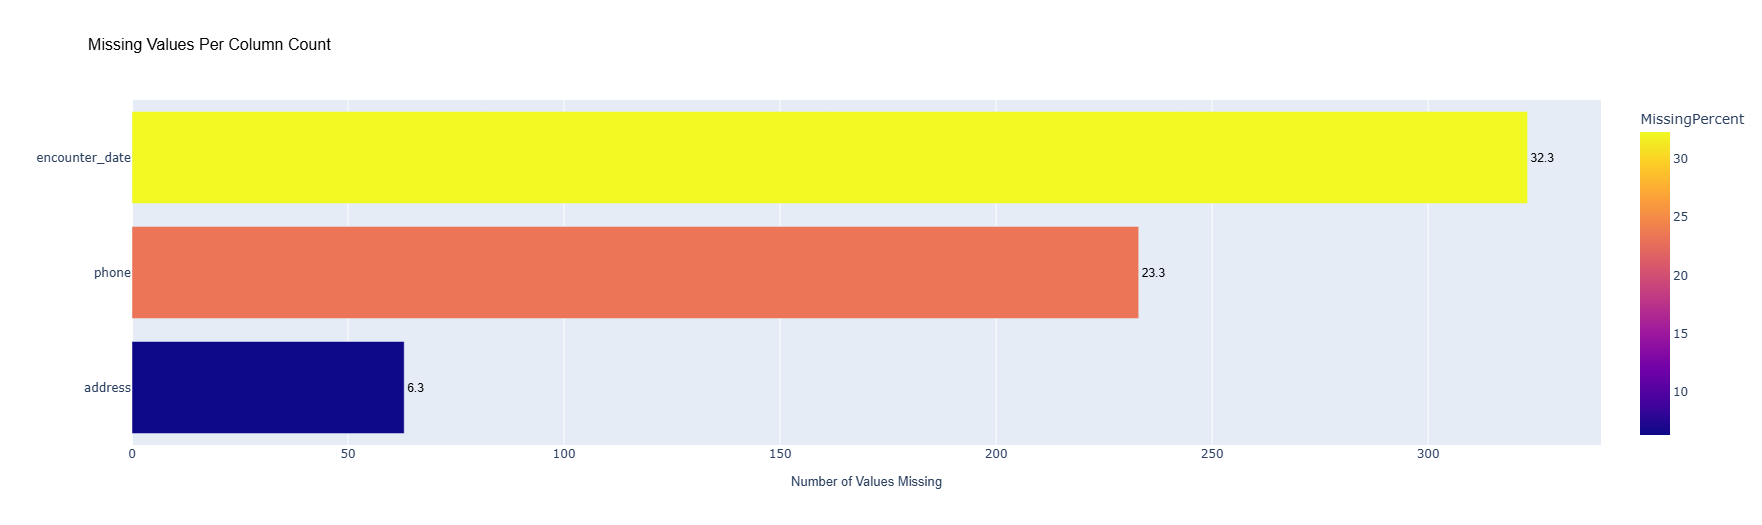 Missing Values Per Column Count
MissingPercent
encounter_date
32.3
phone
23.3
address
6.3
0
50
100
150
200
250
300
Number of Values Missing
30
25
20
15
10